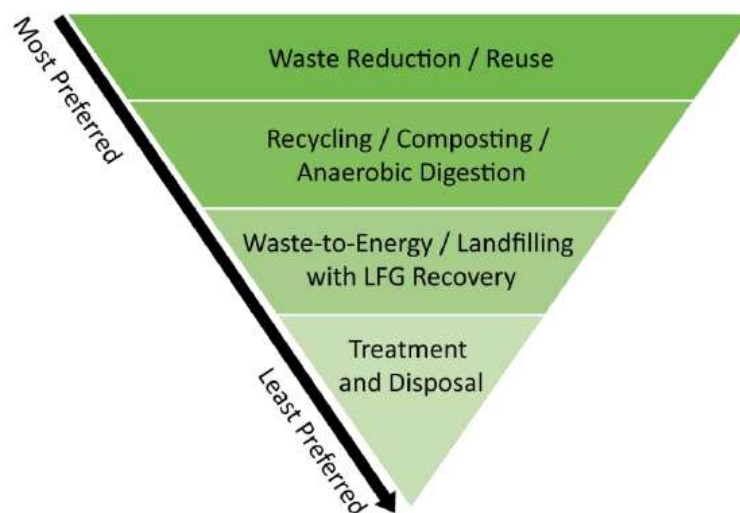 Most Preferred
Waste Reduction / Reuse
Recycling / Composting /
Anaerobic Digestion
Waste-to-Energy / Landfilling
with LFG Recovery
Treatment
and Disposal
Least Preferred